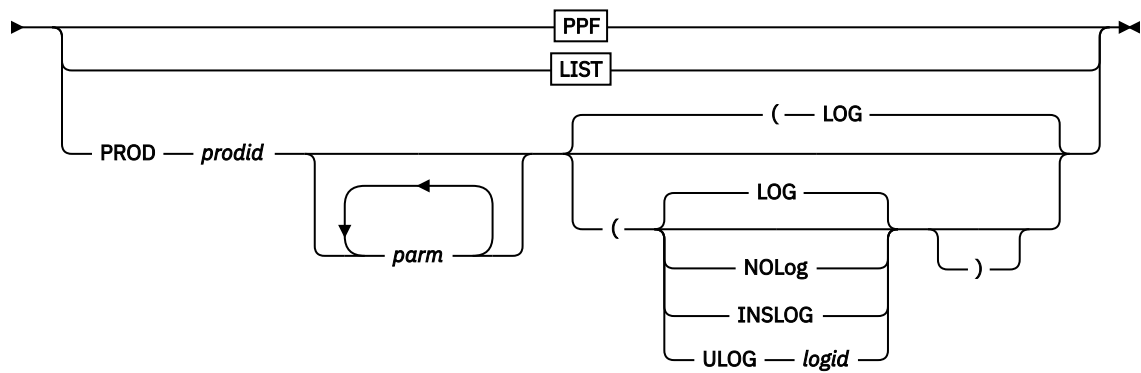 PPF
LIST
( LOG
PROD prodid
LOG
(
parm
NOLog
)
INSLOG
ULOG logid